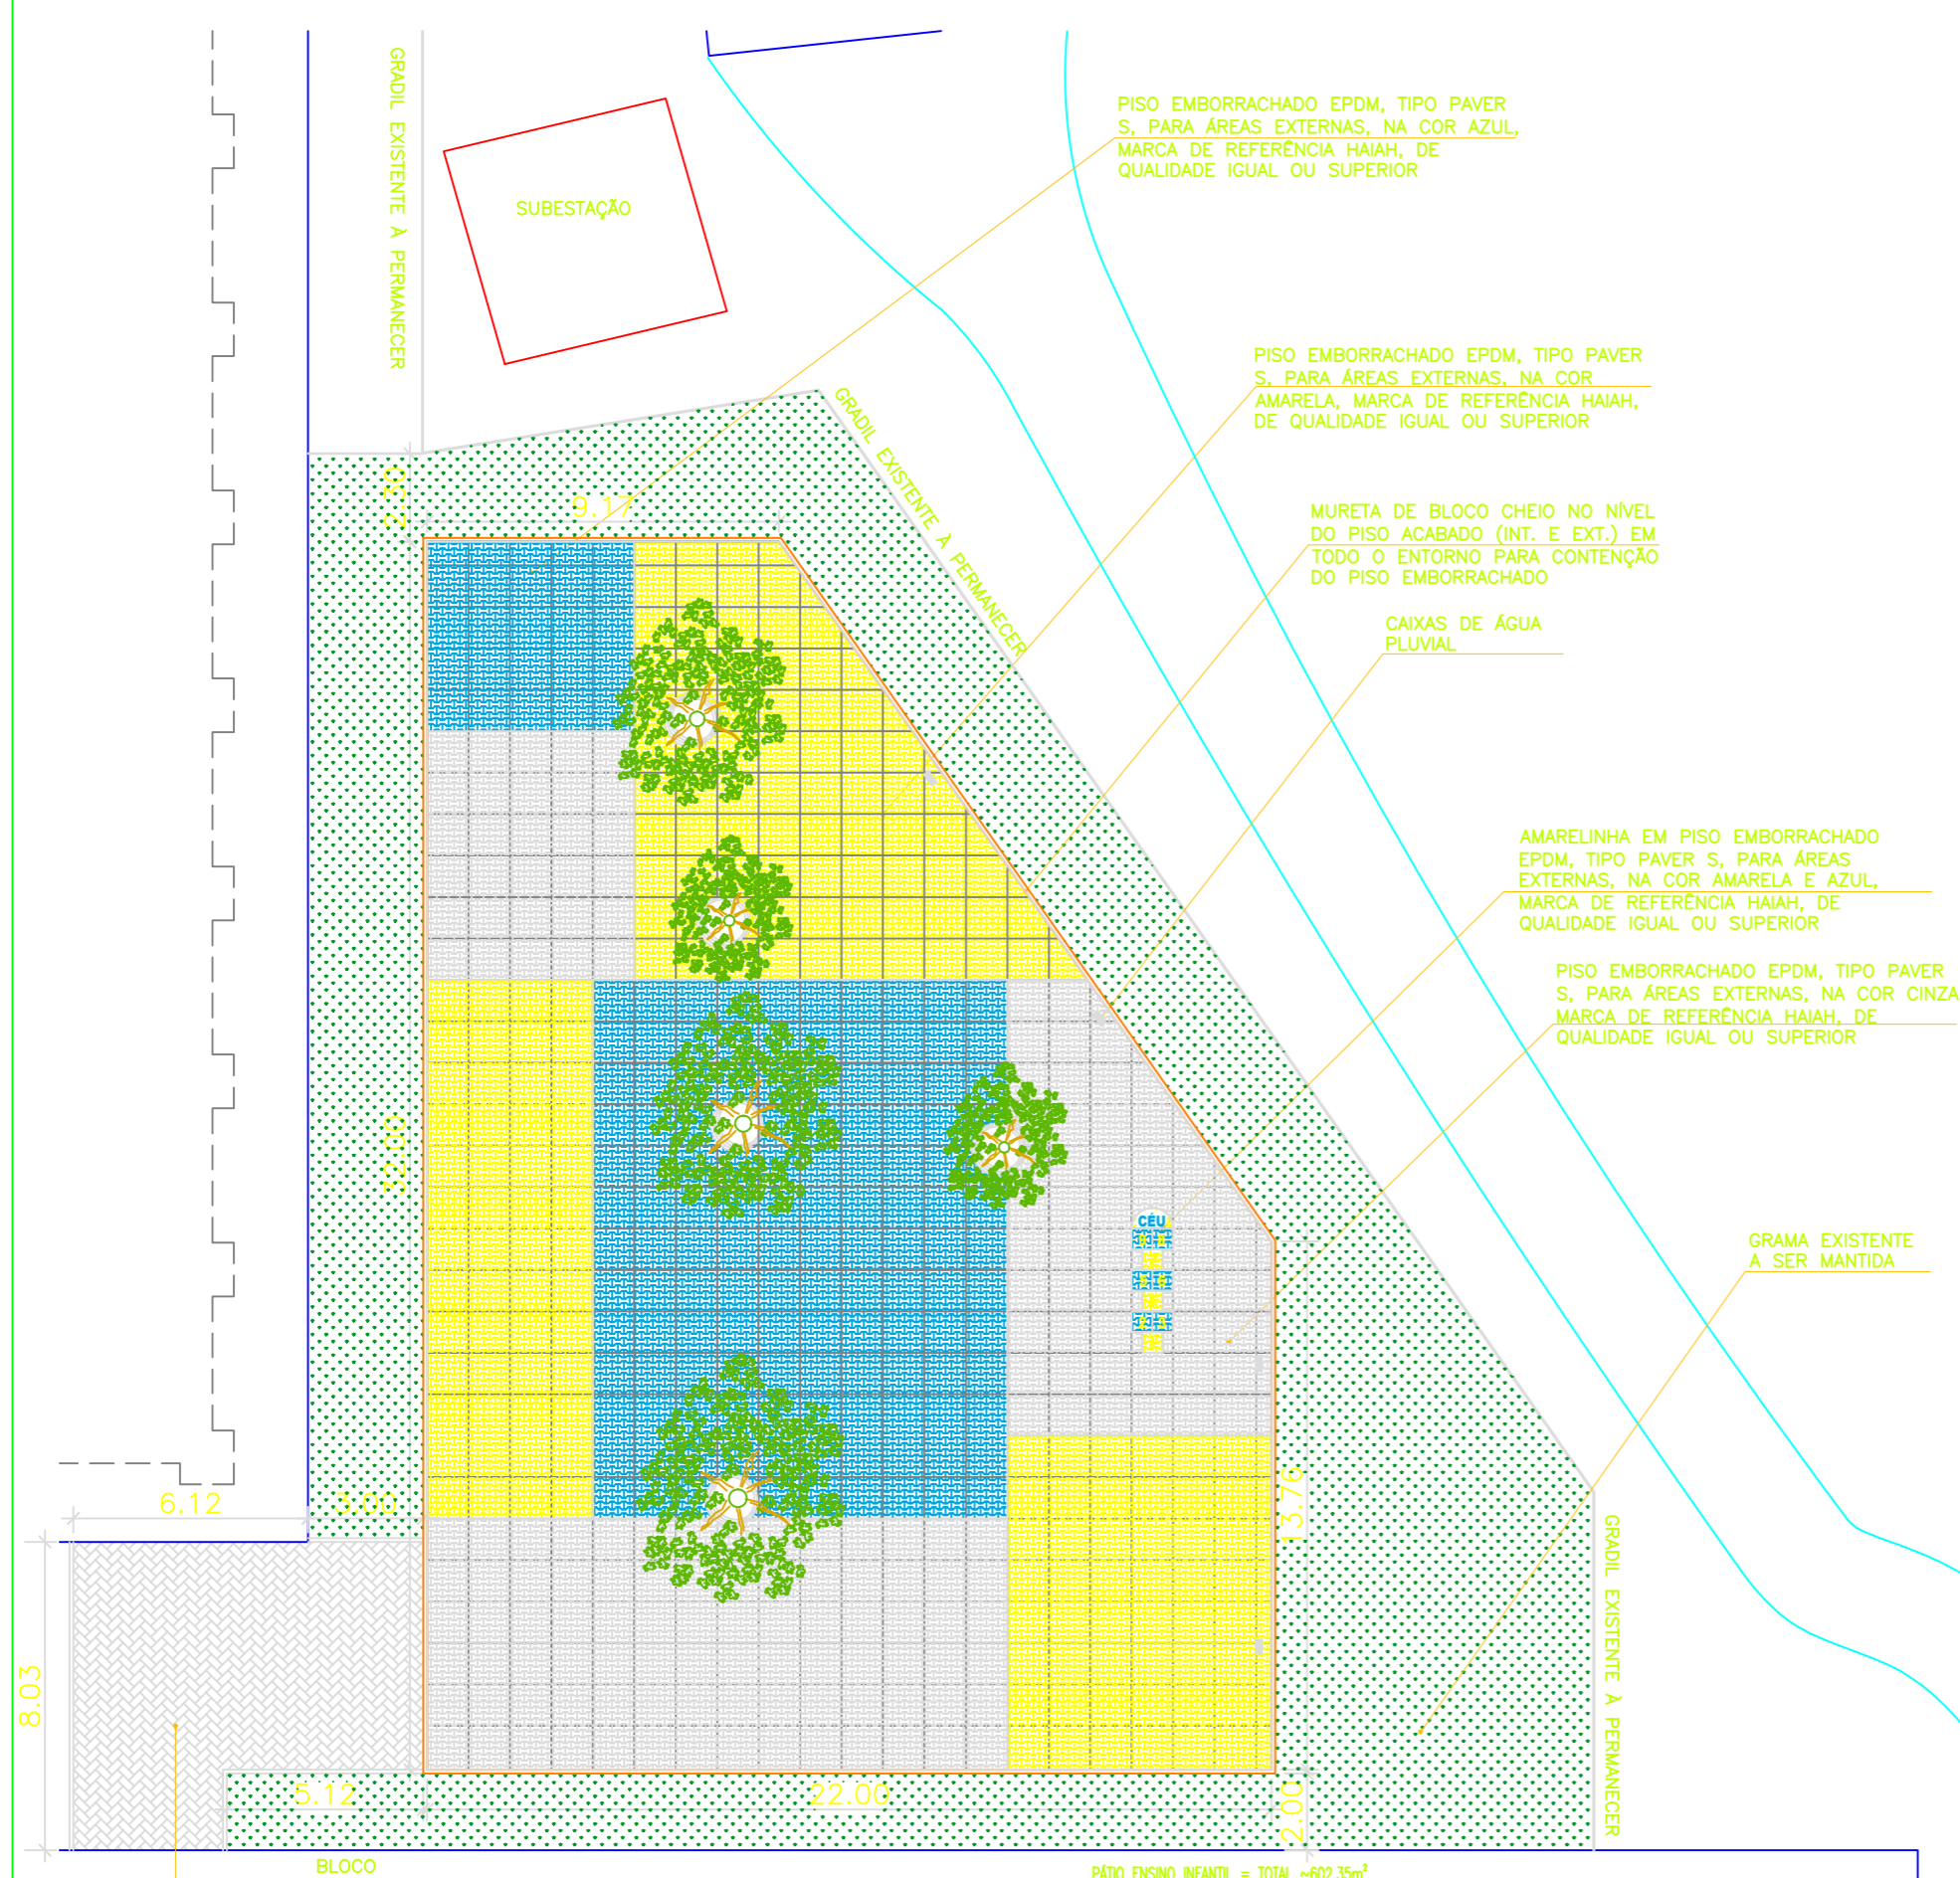 GRADIL EXISTENTE À PERMANECER
SUBESTAÇÃO
PISO EMBORRACHADO EPDM, TIPO PAVER
S, PARA ÁREAS EXTERNAS, NA COR AZUL,
MARCA DE REFERÊNCIA HAIAH, DE
QUALIDADE IGUAL OU SUPERIOR
PISO EMBORRACHADO EPDM, TIPO PAVER
S, PARA ÁREAS EXTERNAS, NA COR
AMARELA, MARCA DE REFERÊNCIA HAIAH,
DE QUALIDADE IGUAL OU SUPERIOR
GRADIL EXISTENTE À PERMANECER
2.30
9.17
MURETA DE BLOCO CHEIO NO NÍVEL
DO PISO ACABADO (INT. E EXT.) EM
TODO O ENTORNO PARA CONTENÇÃO
DO PISO EMBORRACHADO
CAIXAS DE ÁGUA
PLUVIAL
AMARELINHA EM PISO EMBORRACHADO
EPDM, TIPO PAVER S, PARA ÁREAS
EXTERNAS, NA COR AMARELA E AZUL,
MARCA DE REFERÊNCIA HAIAH, DE
QUALIDADE IGUAL OU SUPERIOR
PISO EMBORRACHADO EPDM, TIPO PAVER
S, PARA ÁREAS EXTERNAS, NA COR CINZA
MARCA DE REFERÊNCIA HAIAH, DE
QUALIDADE IGUAL OU SUPERIOR
32.00
CÉU
GRAMA EXISTENTE
A SER MANTIDA
6.12
3.00
13.76
GRADIL EXISTENTE À PERMANECER
8.03
5.12
22.00
2.00
BLOCO
PÁTIO ENSINO INFANTIL = TOTAL ~602,35m²